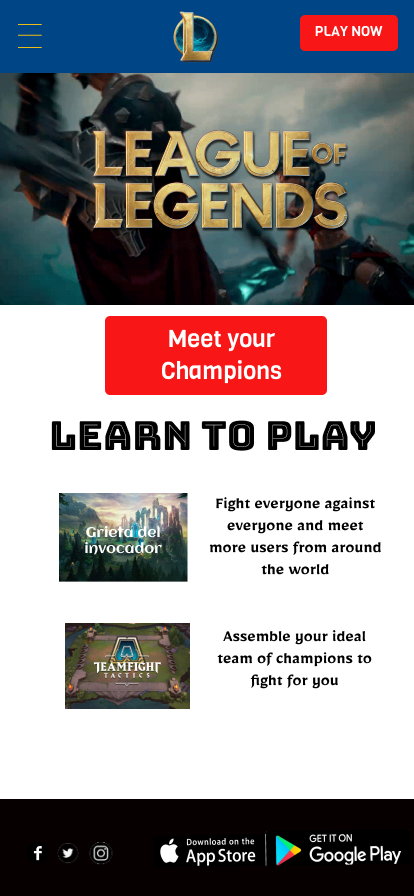 PLAY NOW
LEAGUE OF
LEGENDS
Meet your
Champions
LEARN TO PLAY
Grieta del
invocador
Fight everyone against
everyone and meet
more users from around
the world
TEAMFIGHT
TACTICS
Assemble your ideal
team of champions to
fight for you
Download on the
App Store
GET IT ON
Google Play